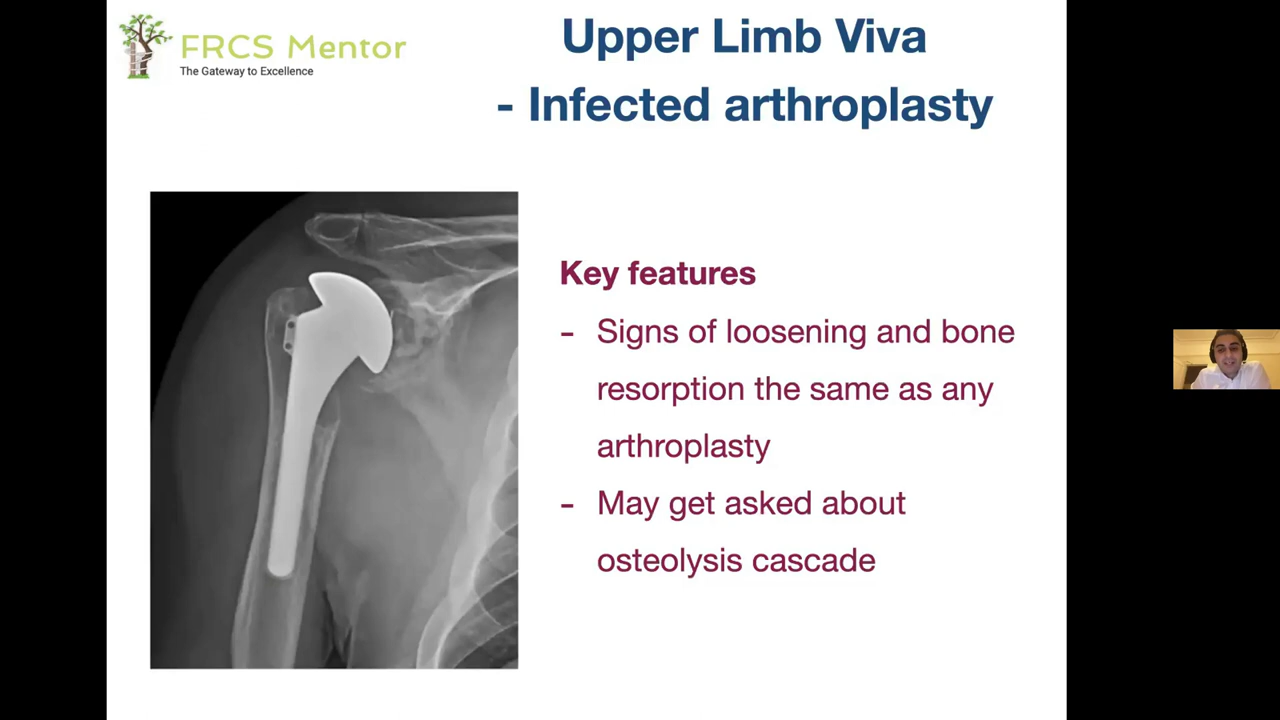 FRCS Mentor
The Gateway to Excellence
Upper Limb Viva
- Infected arthroplasty
Key features
- Signs of loosening and bone
resorption the same as any
arthroplasty
- May get asked about
osteolysis cascade